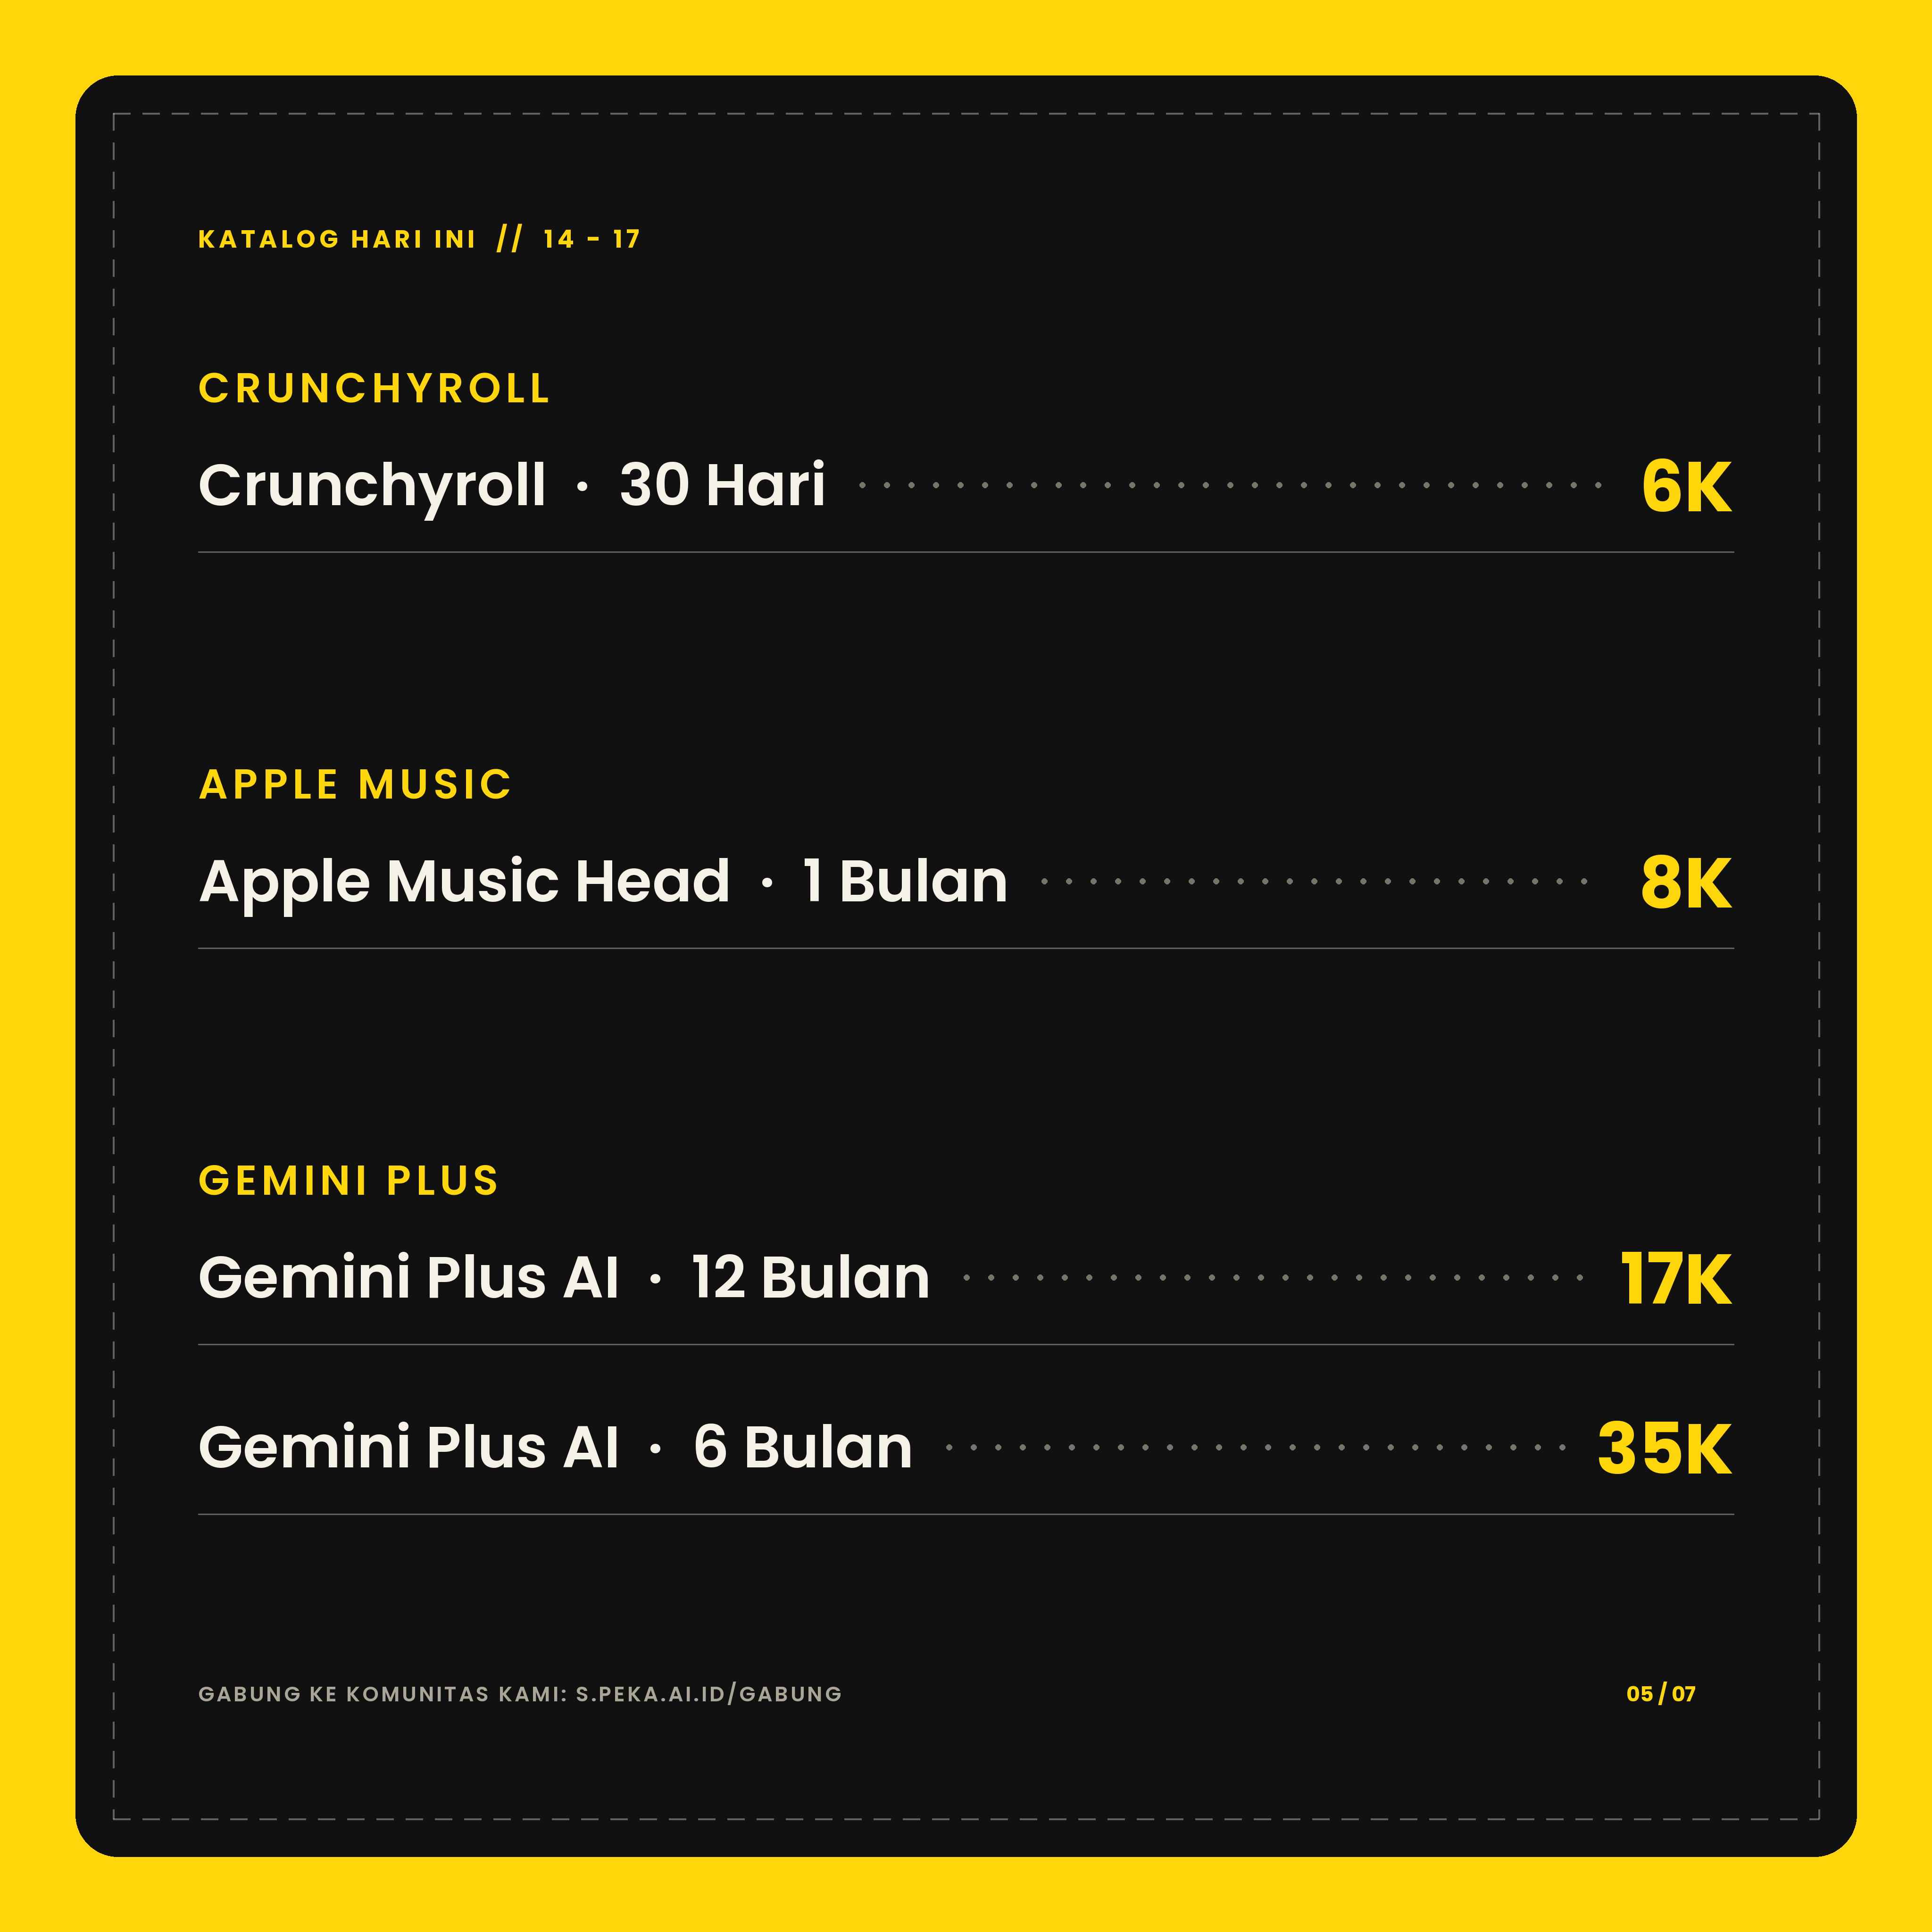 KATALOG HARI INI // 14 - 17
CRUNCHYROLL
Crunchyroll · 30 Hari 6K
APPLE MUSIC
Apple Music Head · 1 Bulan 8K
GEMINI PLUS
Gemini Plus AI · 12 Bulan 17K
Gemini Plus AI · 6 Bulan 35K
GABUNG KE KOMUNITAS KAMI: S.PEKA.AI.ID/GABUNG 05 / 07